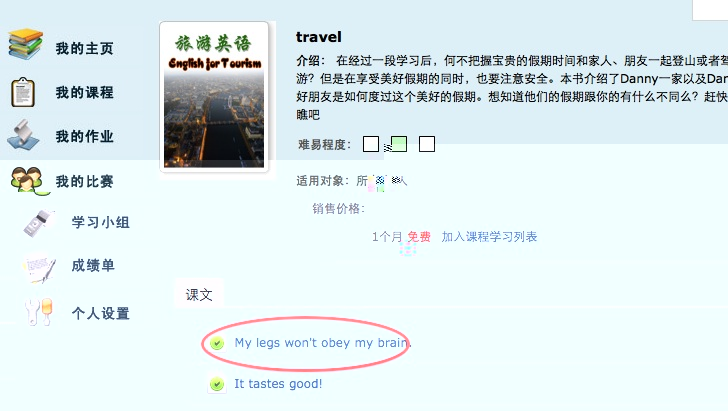 我的主页
我的课程
我的作业
我的比赛
学习小组
成绩单
个人设置
旅游英语
English for Tourism
travel
介绍： 在经过一段学习后，何不把握宝贵的假期时间和家人、朋友一起登山或者驾
游？但是在享受美好假期的同时，也要注意安全。本书介绍了Danny一家以及Dan
好朋友是如何度过这个美好的假期。想知道他们的假期跟你的有什么不同么？赶快
瞧吧
难易程度：
适用对象：所 人
销售价格：
1个月 免费 加入课程学习列表
课文
My legs won't obey my brain.
It tastes good!